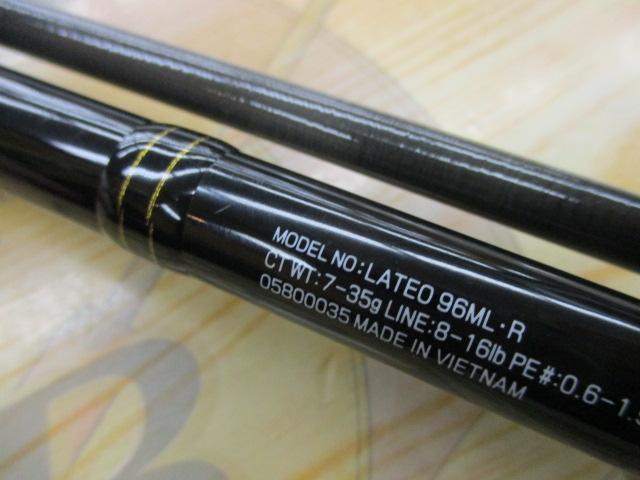 MODEL NO:LATEO 96ML·R
CT WT:7-35g LINE:8-16lb PE#:0.6-1.5
05800035 MADE IN VIETNAM